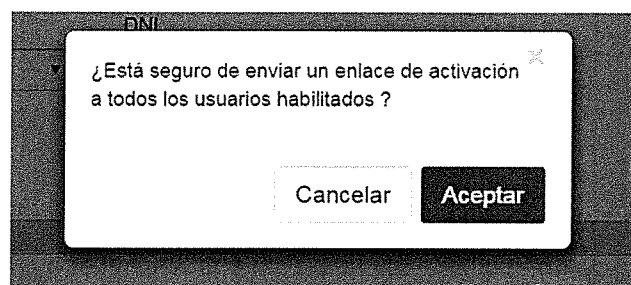 DNI
¿Está seguro de enviar un enlace de activación
a todos los usuarios habilitados ?
Cancelar
Aceptar